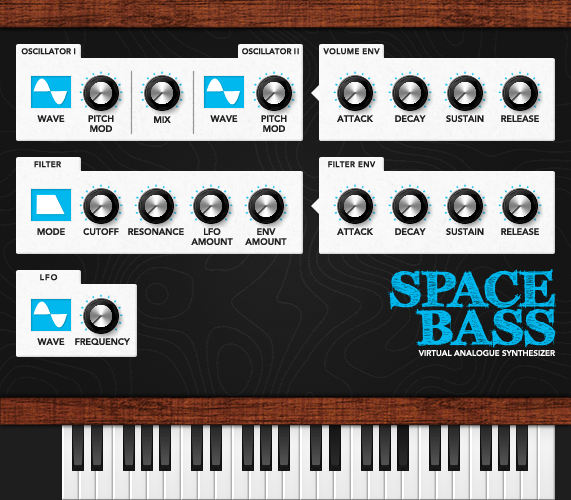 OSCILLATOR I
OSCILLATOR II
VOLUME ENV
WAVE
PITCH
MOD
MIX
WAVE
PITCH
MOD
ATTACK
DECAY
SUSTAIN
RELEASE
FILTER
FILTER ENV
MODE
CUTOFF
RESONANCE
LFO
AMOUNT
ENV
AMOUNT
ATTACK
DECAY
SUSTAIN
RELEASE
LFO
WAVE
FREQUENCY
SPACE
BASS
VIRTUAL ANALOGUE SYNTHESIZER